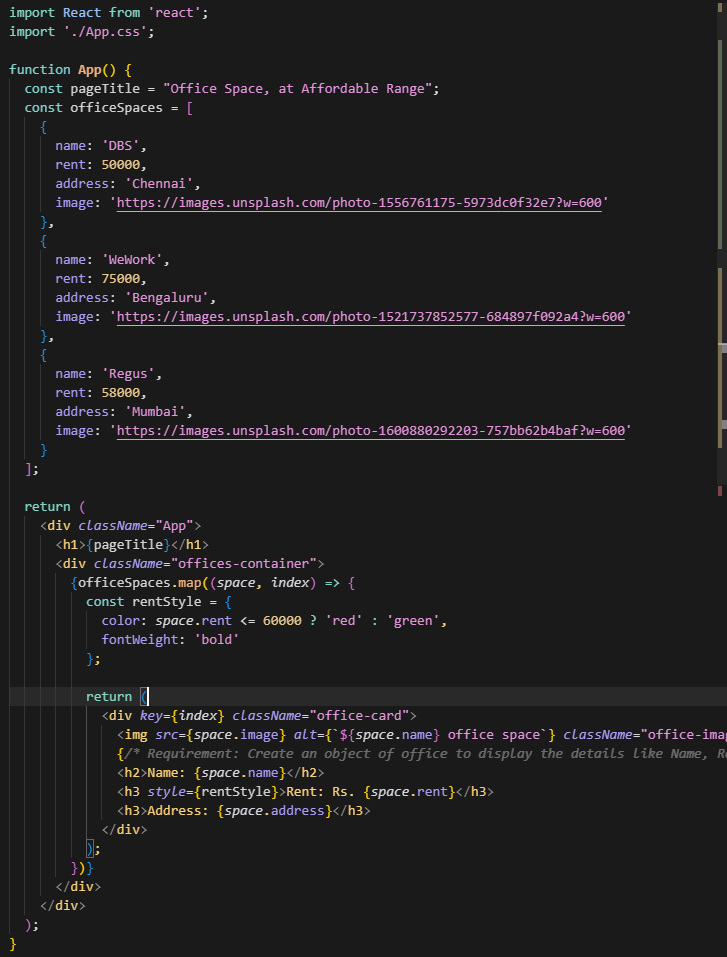 import React from 'react';
import './App.css';
function App() {
const pageTitle = "Office Space, at Affordable Range";
const officeSpaces = [
{
name: 'DBS',
rent: 50000,
address: 'Chennai',
image: 'https://images.unsplash.com/photo-1556761175-5973dc0f32e7?w=600'
},
{
name: 'WeWork',
rent: 75000,
address: 'Bengaluru',
image: 'https://images.unsplash.com/photo-1521737852577-684897f092a4?w=600'
},
{
name: 'Regus',
rent: 58000,
address: 'Mumbai',
image: 'https://images.unsplash.com/photo-1600880292203-757bb62b4baf?w=600'
}
];
return (
<div className="App">
<h1>{pageTitle}</h1>
<div className="offices-container">
{officeSpaces.map((space, index) => {
const rentStyle = {
color: space.rent <= 60000 ? 'red' : 'green',
fontWeight: 'bold'
};
return (
<div key={index} className="office-card">
<img src={space.image} alt={`${space.name} office space`} className="office-ima
{/* Requirement: Create an object of office to display the details like Name, Re
<h2>Name: {space.name}</h2>
<h3 style={rentStyle}>Rent: Rs. {space.rent}</h3>
<h3>Address: {space.address}</h3>
</div>
);
})}
</div>
</div>
);
}